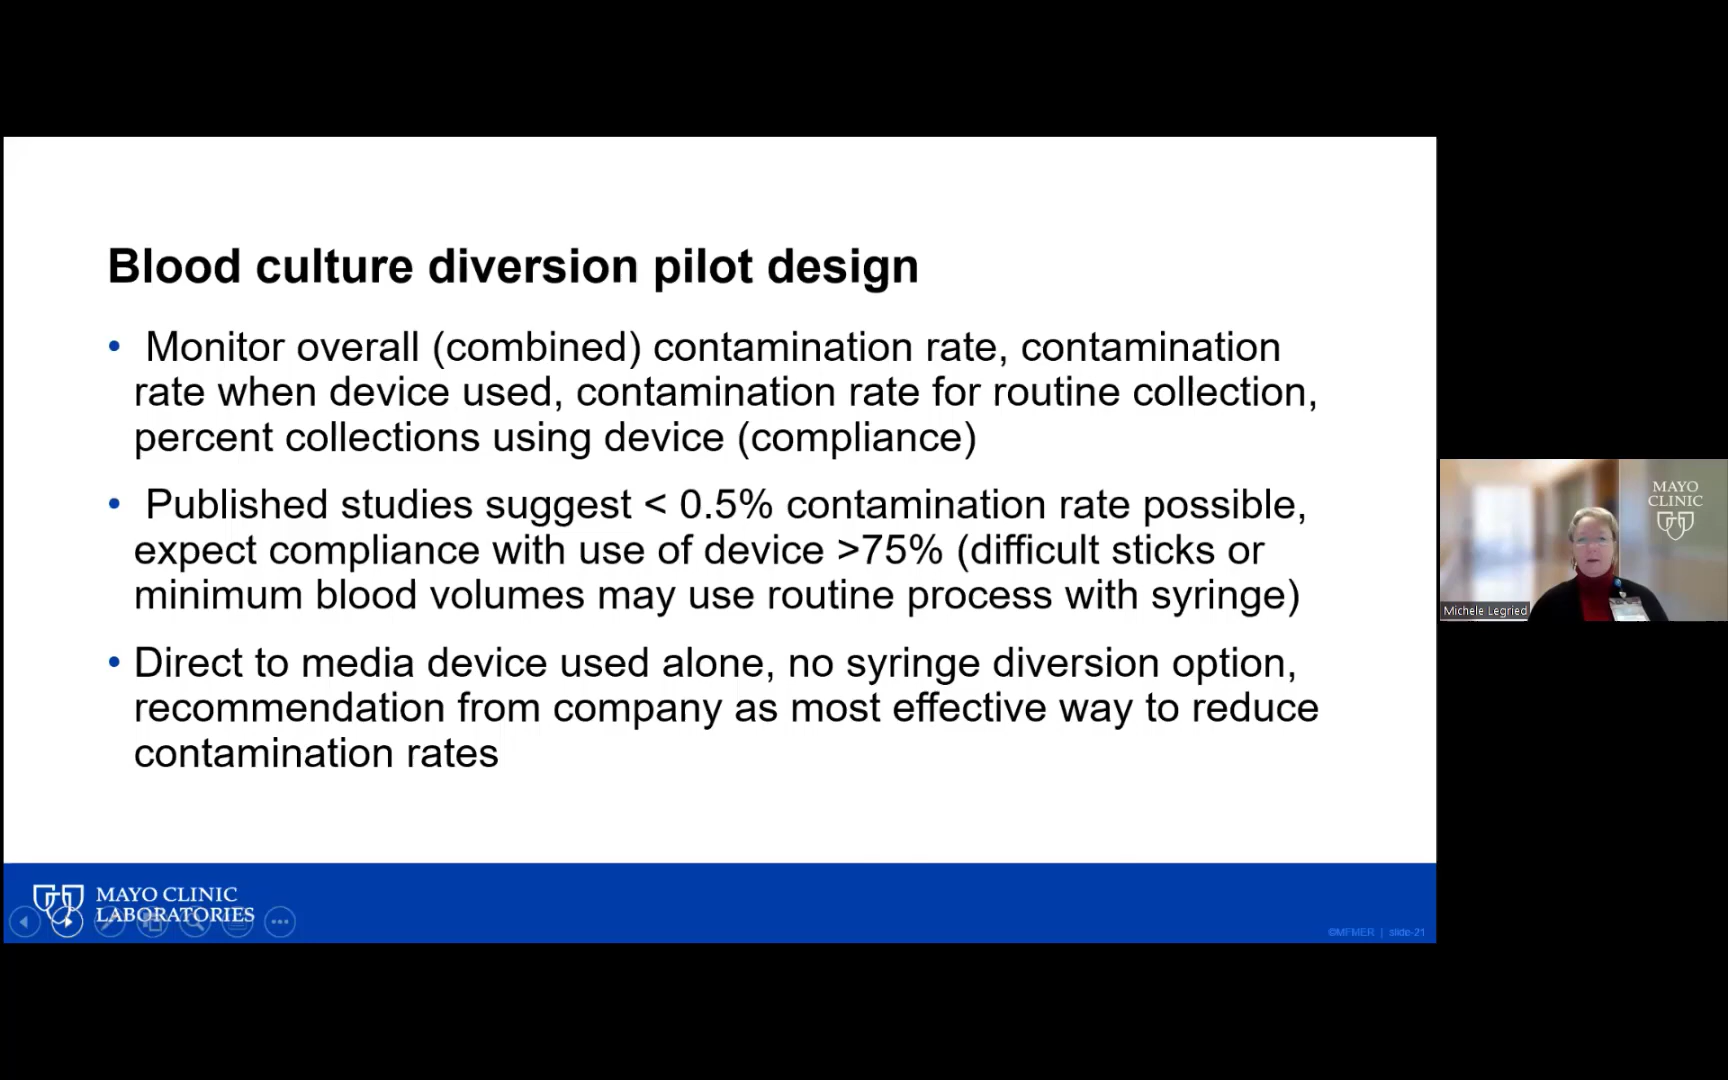 Blood culture diversion pilot design
• Monitor overall (combined) contamination rate, contamination
rate when device used, contamination rate for routine collection,
percent collections using device (compliance)
• Published studies suggest < 0.5% contamination rate possible,
expect compliance with use of device >75% (difficult sticks or
minimum blood volumes may use routine process with syringe)
• Direct to media device used alone, no syringe diversion option,
recommendation from company as most effective way to reduce
contamination rates
MAYO CLINIC
LABORATORIES
©MFMER | slide-21
MAYO
CLINIC
Michele Legried